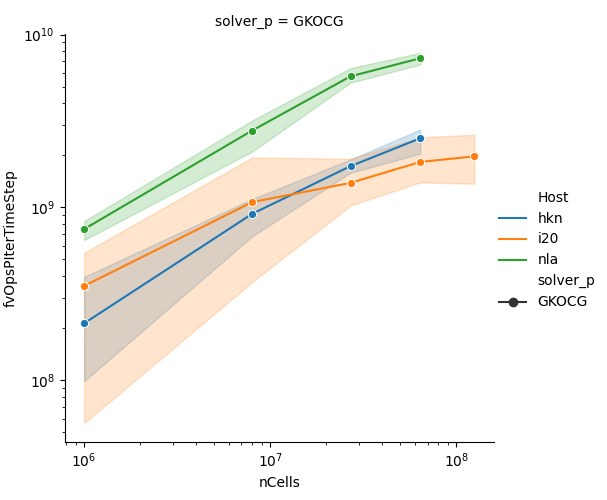 solver_p = GKOCG
10^10
10^9
10^8
fvOpsPIterTimeStep
10^6
10^7
10^8
nCells
Host
hkn
i20
nla
solver_p
GKOCG